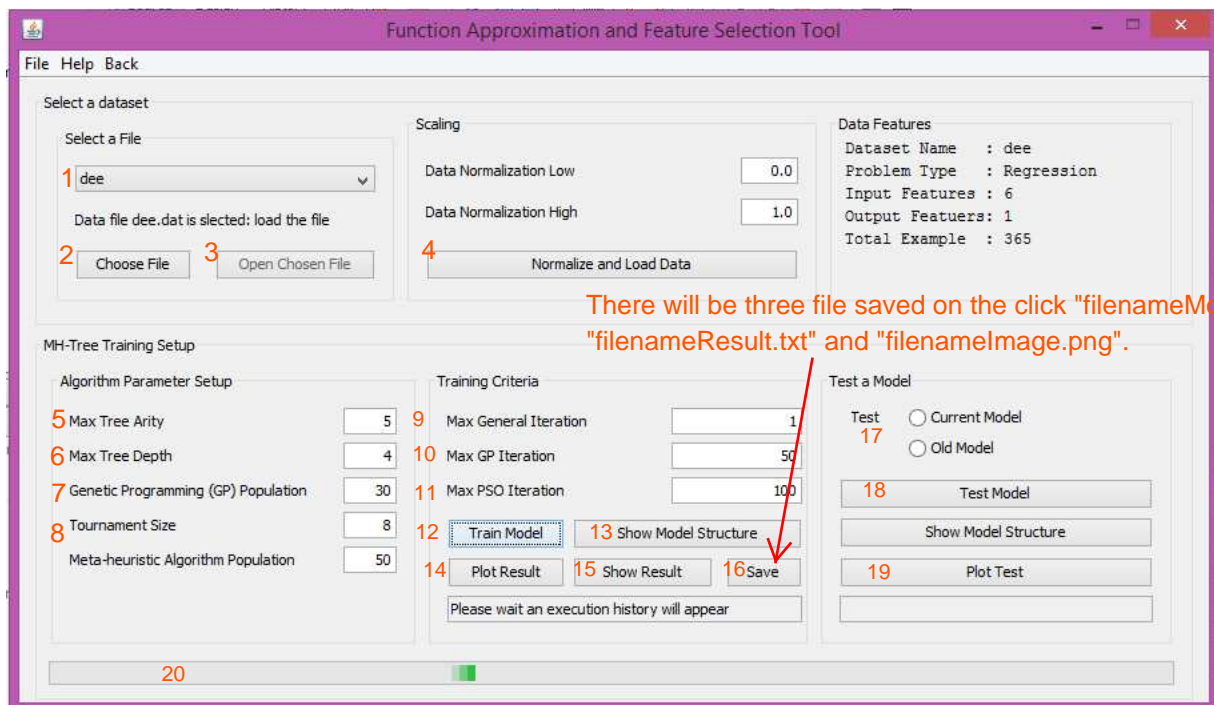 Function Approximation and Feature Selection Tool
File Help Back
Select a dataset
Select a File
1 dee
Data file dee.dat is slected: load the file
2 Choose File
3 Open Chosen File
Scaling
Data Normalization Low 0.0
Data Normalization High 1.0
4 Normalize and Load Data
Data Features
Dataset Name : dee
Problem Type : Regression
Input Features : 6
Output Featuers: 1
Total Example : 365
There will be three file saved on the click "filenameMo
"filenameResult.txt" and "filenameImage.png".
MH-Tree Training Setup
Algorithm Parameter Setup
5 Max Tree Arity 5
6 Max Tree Depth 4
7 Genetic Programming (GP) Population 30
8 Tournament Size 8
Meta-heuristic Algorithm Population 50
Training Criteria
9 Max General Iteration 1
10 Max GP Iteration 50
11 Max PSO Iteration 100
12 Train Model
13 Show Model Structure
14 Plot Result
15 Show Result
16 Save
Please wait an execution history will appear
Test a Model
Test Current Model
17
Old Model
18 Test Model
Show Model Structure
19 Plot Test
20